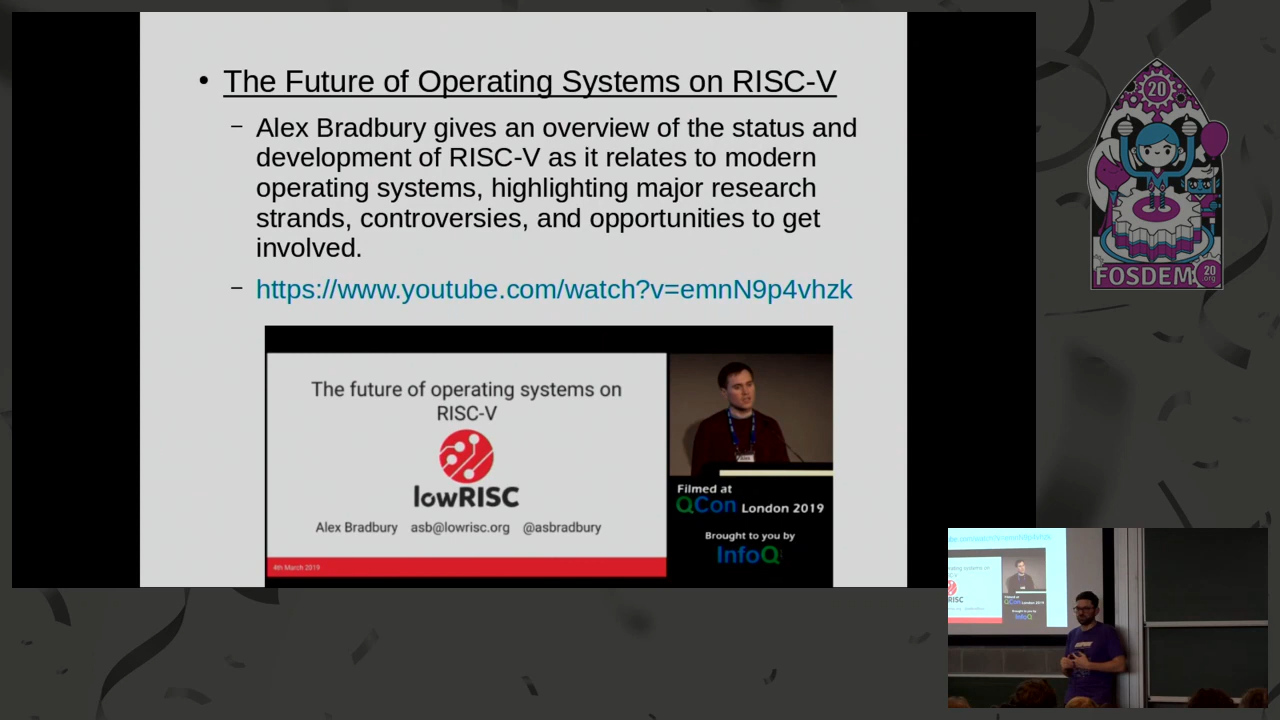 The Future of Operating Systems on RISC-V
Alex Bradbury gives an overview of the status and
development of RISC-V as it relates to modern
operating systems, highlighting major research
strands, controversies, and opportunities to get
involved.
https://www.youtube.com/watch?v=emnN9p4vhzk
The future of operating systems on
RISC-V
lowRISC
Alex Bradbury asb@lowrisc.org @asbradbury
4th March 2019
Filmed at
QCon London 2019
Brought to you by
InfoQ
20
FOSDEM
20
.org